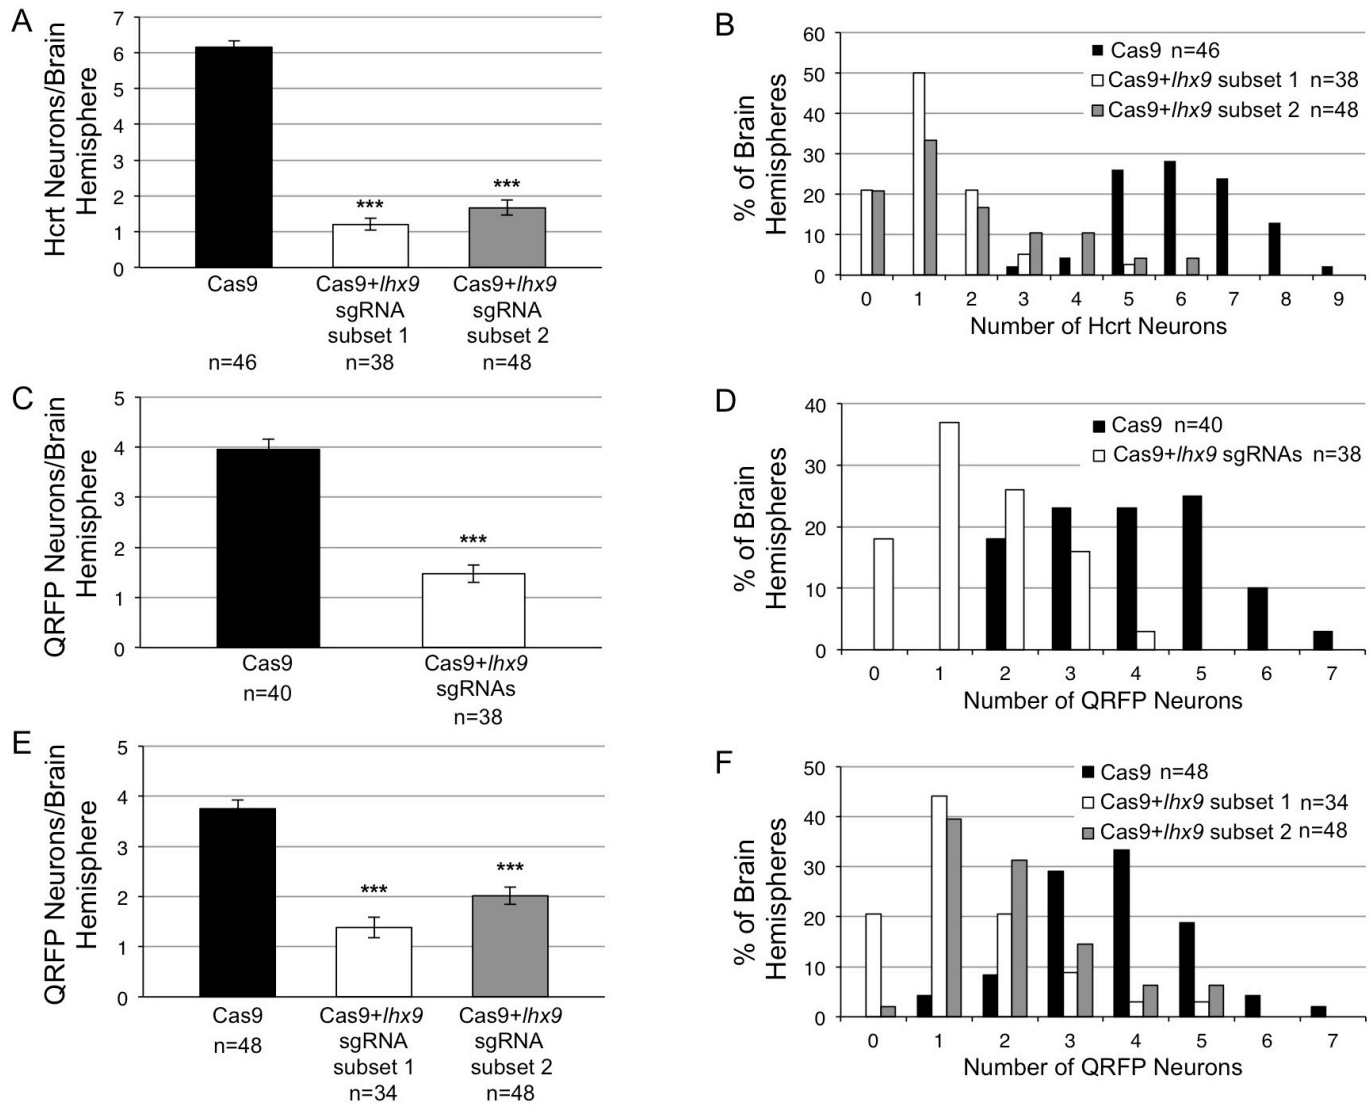 A
Hcrt Neurons/Brain
Hemisphere
7
6
5
4
3
2
1
0
***
***
Cas9
n=46
Cas9+lhx9
sgRNA
subset 1
n=38
Cas9+lhx9
sgRNA
subset 2
n=48
B
% of Brain
Hemispheres
60
50
40
30
20
10
0
Cas9 n=46
Cas9+lhx9 subset 1 n=38
Cas9+lhx9 subset 2 n=48
0 1 2 3 4 5 6 7 8 9
Number of Hcrt Neurons
C
QRFP Neurons/Brain
Hemisphere
5
4
3
2
1
0
***
Cas9
n=40
Cas9+lhx9
sgRNAs
n=38
D
% of Brain
Hemispheres
40
30
20
10
0
Cas9 n=40
Cas9+lhx9 sgRNAs n=38
0 1 2 3 4 5 6 7
Number of QRFP Neurons
E
QRFP Neurons/Brain
Hemisphere
5
4
3
2
1
0
***
***
Cas9
n=48
Cas9+lhx9
sgRNA
subset 1
n=34
Cas9+lhx9
sgRNA
subset 2
n=48
F
% of Brain
Hemispheres
50
40
30
20
10
0
Cas9 n=48
Cas9+lhx9 subset 1 n=34
Cas9+lhx9 subset 2 n=48
0 1 2 3 4 5 6 7
Number of QRFP Neurons